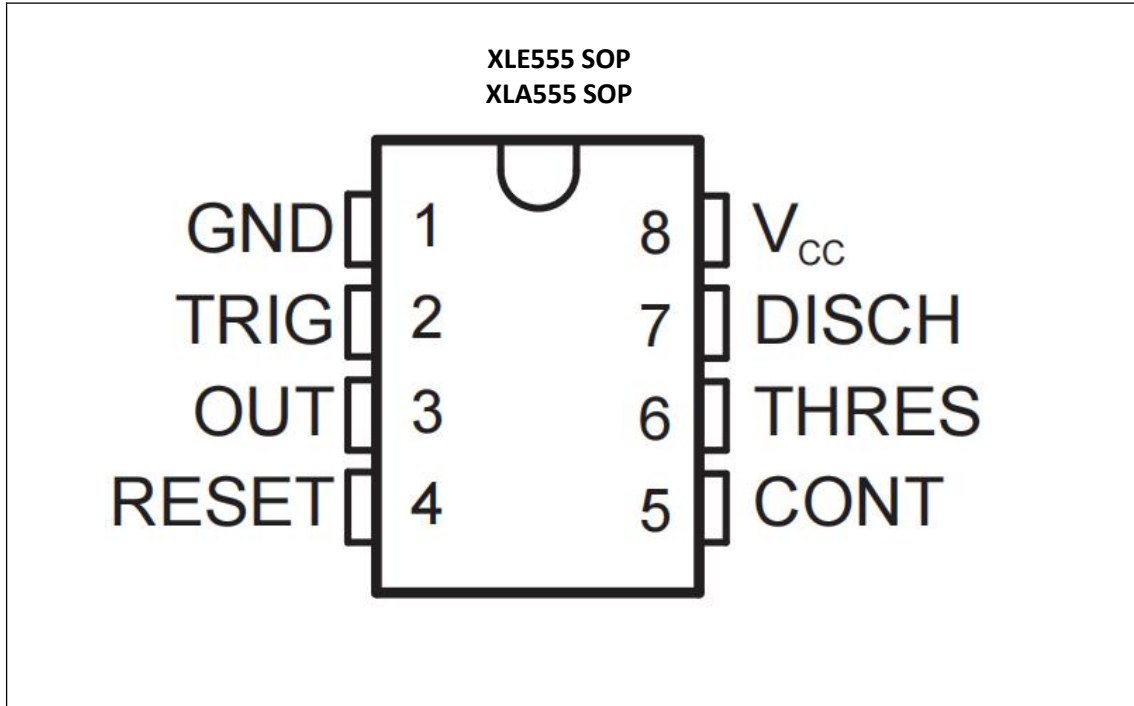 XLE555 SOP
XLA555 SOP
GND 1 8 VCC
TRIG 2 7 DISCH
OUT 3 6 THRES
RESET 4 5 CONT